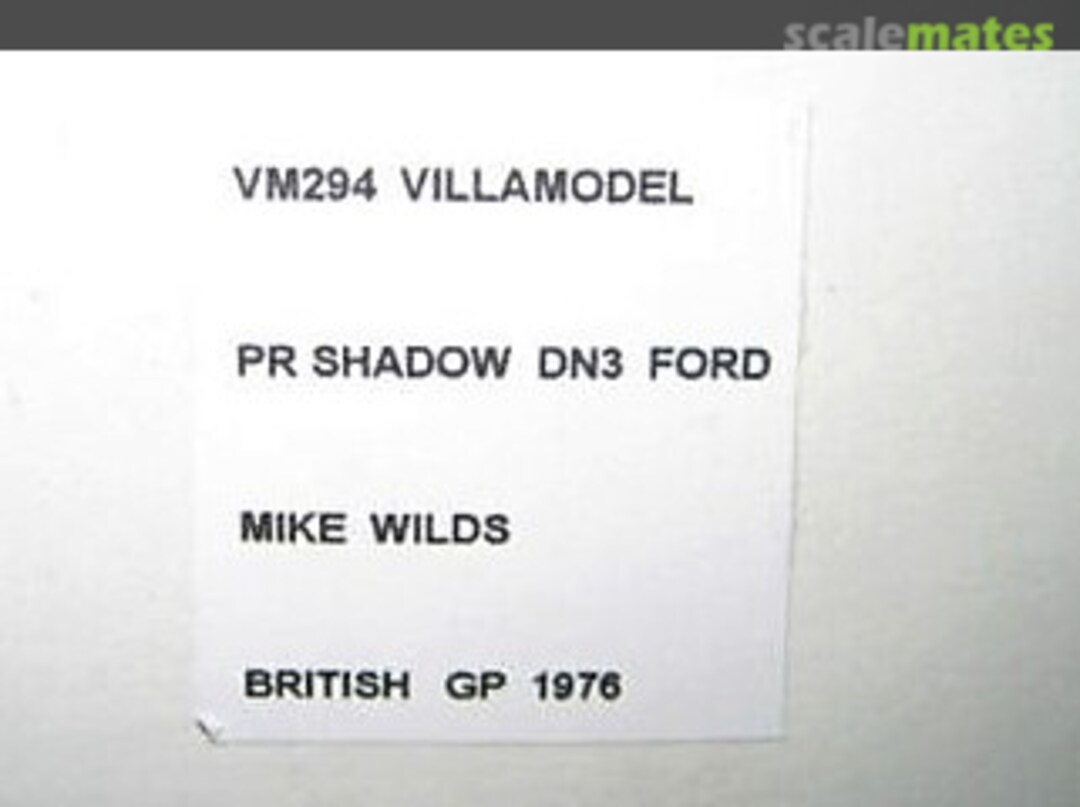 scalemates
VM294 VILLAMODEL
PR SHADOW DN3 FORD
MIKE WILDS
BRITISH GP 1976